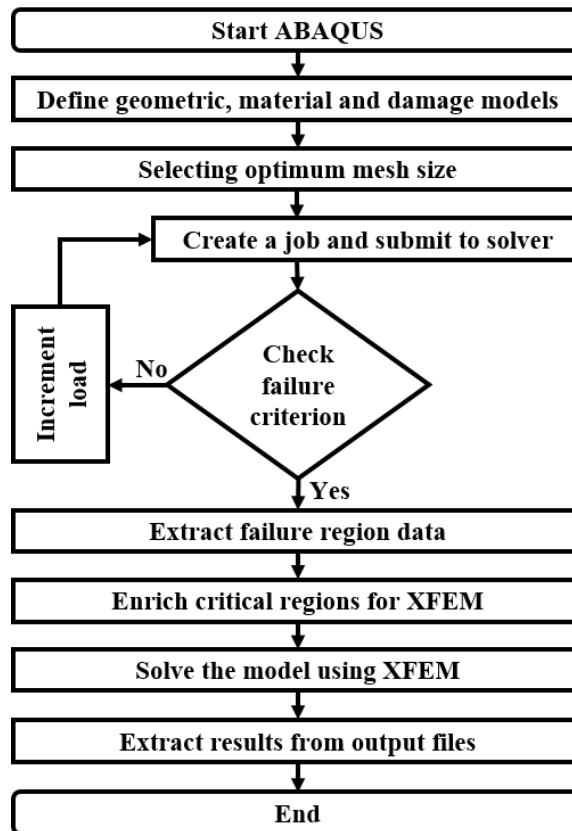 Start ABAQUS
Define geometric, material and damage models
Selecting optimum mesh size
Create a job and submit to solver
Increment
load
No
Check
failure
criterion
Yes
Extract failure region data
Enrich critical regions for XFEM
Solve the model using XFEM
Extract results from output files
End